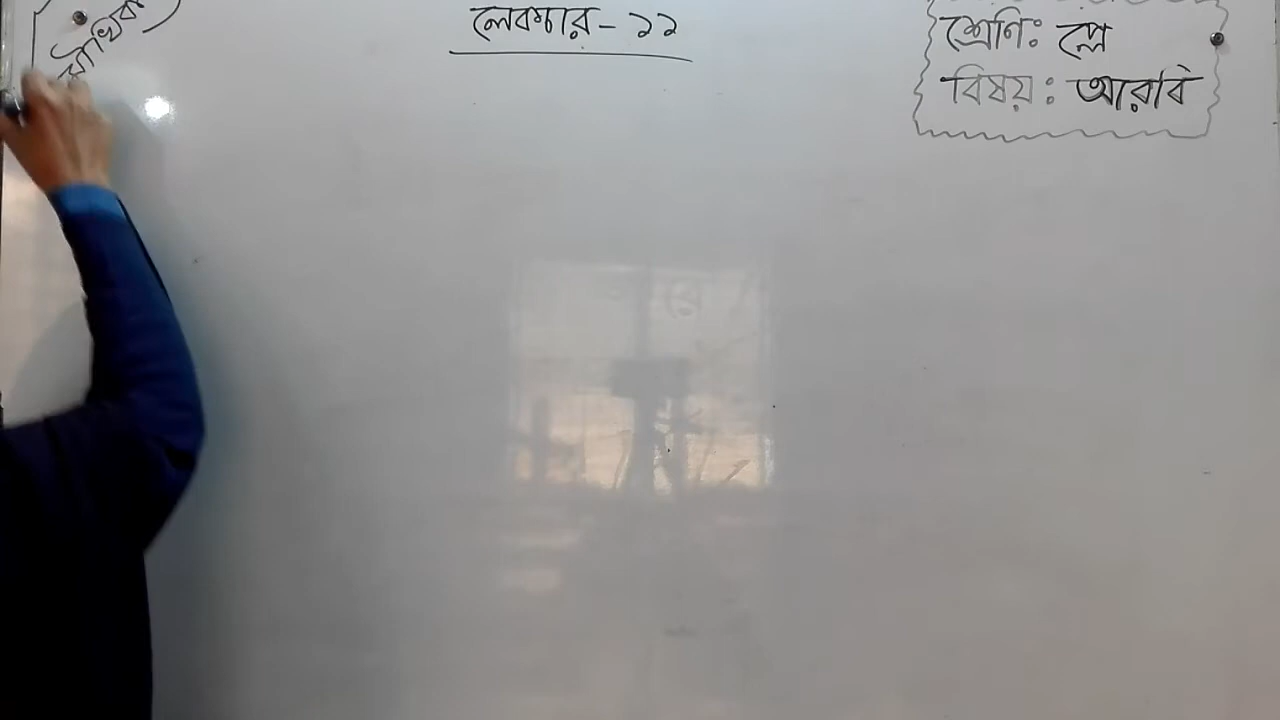 মৌখিক
লেকচার - ১১
শ্রেণিঃ প্লে
বিষয়ঃ আরবি